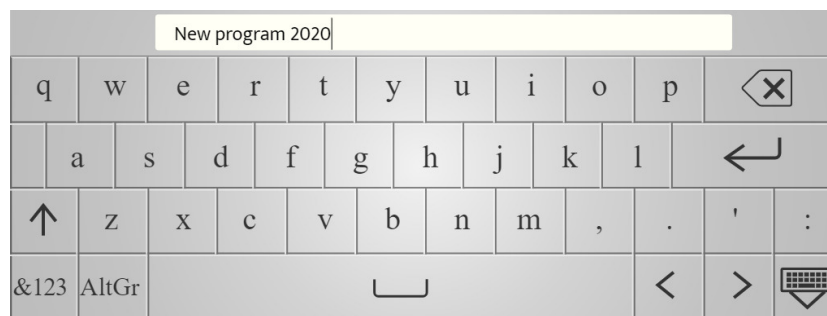 New program 2020
q w e r t y u i o p
a s d f g h j k l
z x c v b n m , . ' :
&123 AltGr < >